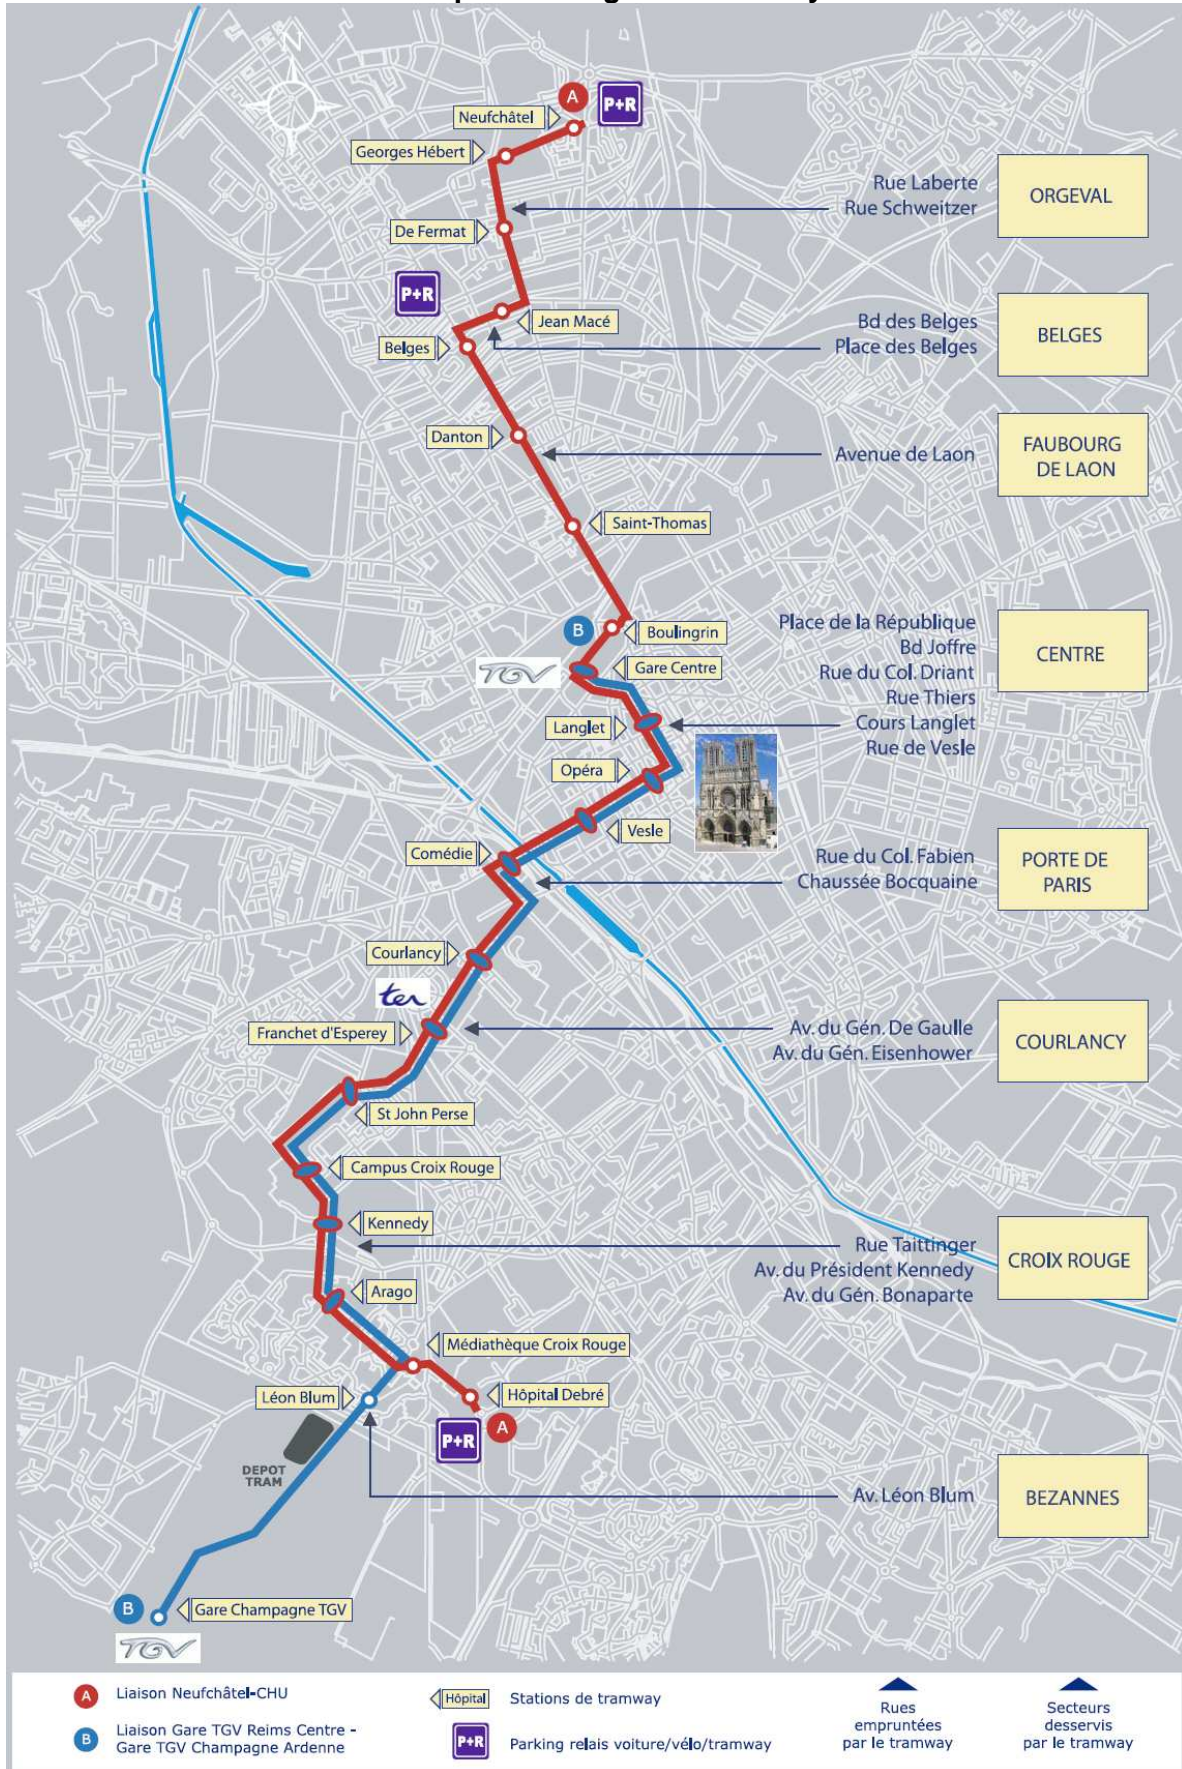 N
A
P+R
Neufchâtel
Georges Hébert
Rue Laberte
Rue Schweitzer
ORGEVAL
De Fermat
P+R
Jean Macé
Belges
Bd des Belges
Place des Belges
BELGES
Danton
Avenue de Laon
FAUBOURG
DE LAON
Saint-Thomas
B
Boulingrin
TGV
Gare Centre
Place de la République
Bd Joffre
Rue du Col. Driant
Rue Thiers
Cours Langlet
Rue de Vesle
CENTRE
Langlet
Opéra
Vesle
Comédie
Rue du Col. Fabien
Chaussée Bocquaine
PORTE DE
PARIS
Courlancy
ter
Franchet d'Esperey
Av. du Gén. De Gaulle
Av. du Gén. Eisenhower
COURLANCY
St John Perse
Campus Croix Rouge
Kennedy
Rue Taittinger
Av. du Président Kennedy
Av. du Gén. Bonaparte
CROIX ROUGE
Arago
Médiathèque Croix Rouge
Léon Blum
Hôpital Debré
P+R
A
DEPOT
TRAM
Av. Léon Blum
BEZANNES
B
Gare Champagne TGV
TGV
A
Liaison Neufchâtel-CHU
B
Liaison Gare TGV Reims Centre -
Gare TGV Champagne Ardenne
Hôpital
Stations de tramway
P+R
Parking relais voiture/vélo/tramway
Rues
empruntées
par le tramway
Secteurs
desservis
par le tramway